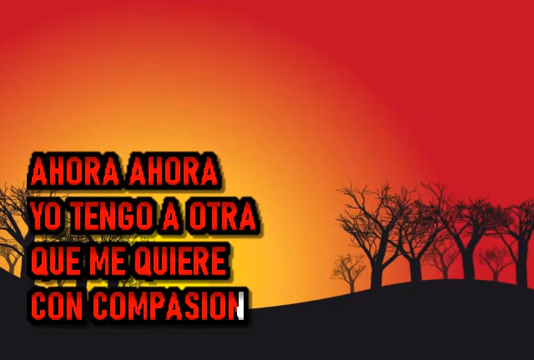 AHORA AHORA
YO TENGO A OTRA
QUE ME QUIERE
CON COMPASION